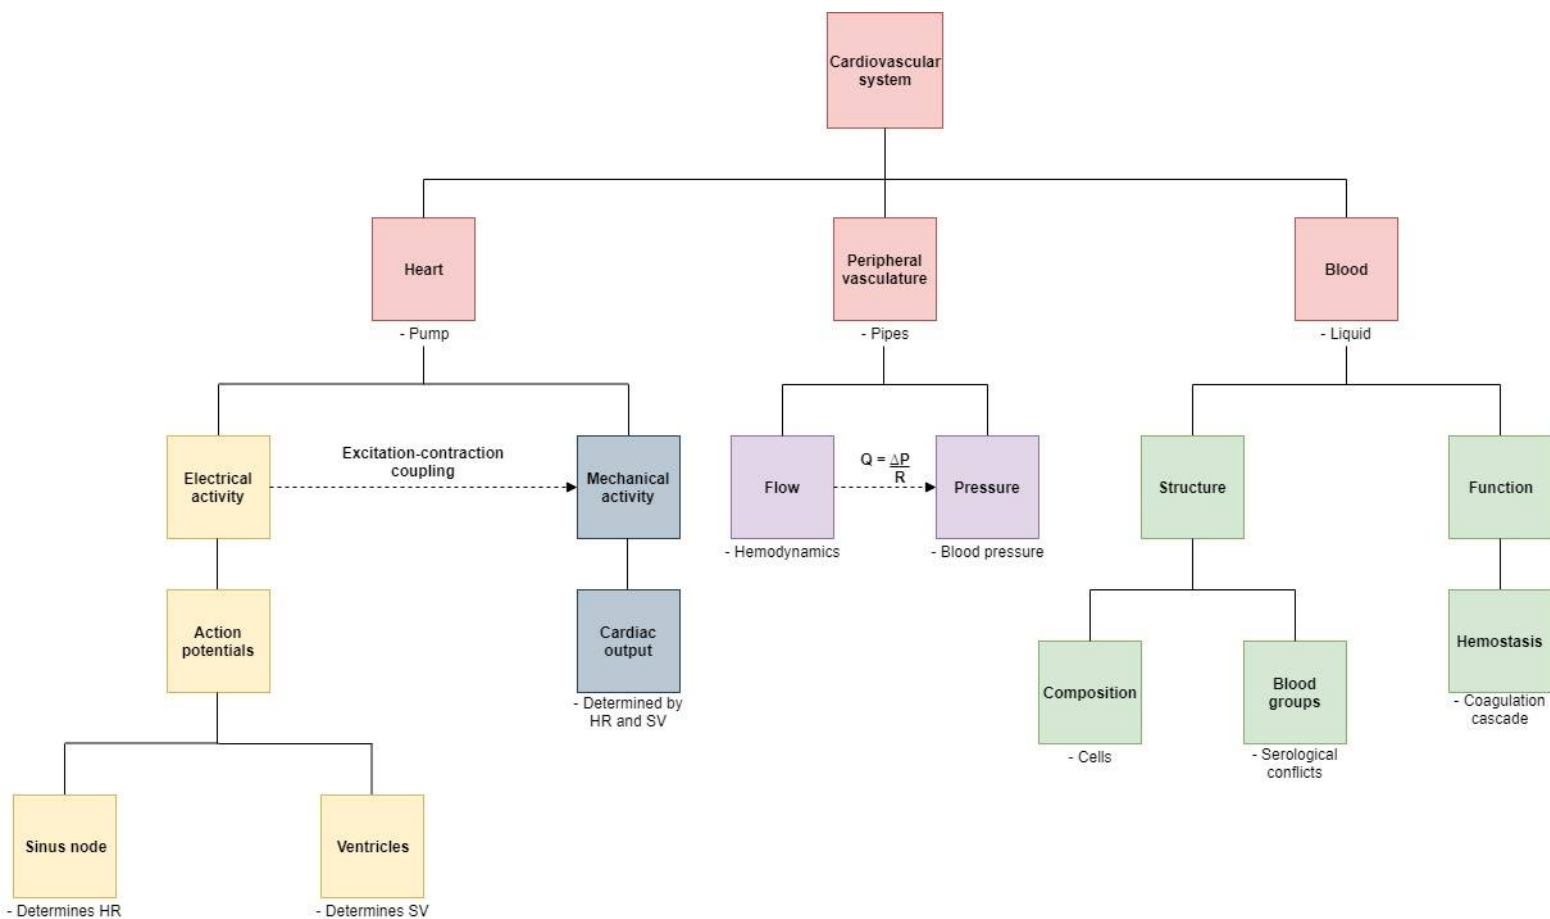 Cardiovascular
system
Heart
- Pump
Peripheral
vasculature
- Pipes
Blood
- Liquid
Electrical
activity
Excitation-contraction
coupling
Mechanical
activity
Flow
- Hemodynamics
Q = ΔP
R
Pressure
- Blood pressure
Structure
Function
Action
potentials
Cardiac
output
- Determined by
HR and SV
Composition
- Cells
Blood
groups
- Serological
conflicts
Hemostasis
- Coagulation
cascade
Sinus node
- Determines HR
Ventricles
- Determines SV